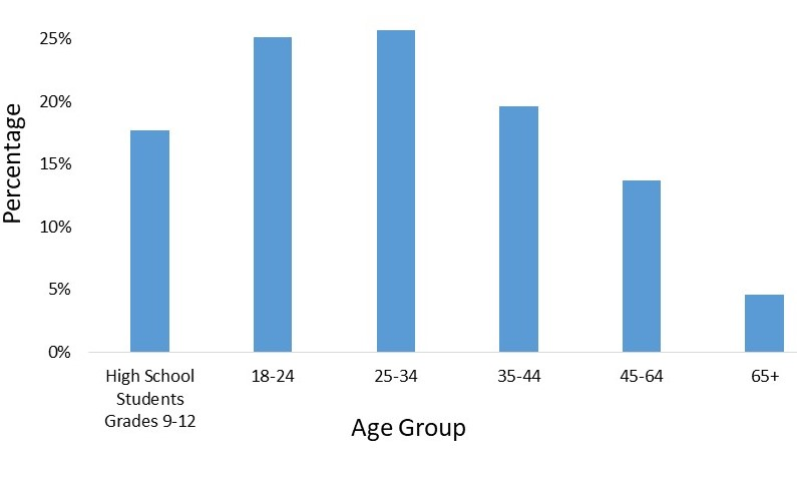 25%
20%
15%
10%
5%
0%
Percentage
High School
Students
Grades 9-12
18-24
25-34
35-44
45-64
65+
Age Group